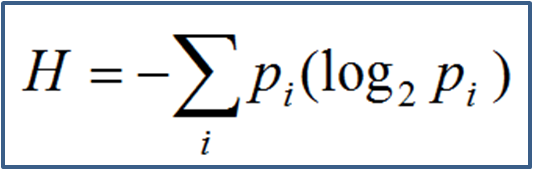 H = -∑ᵢ pᵢ(log₂ pᵢ)